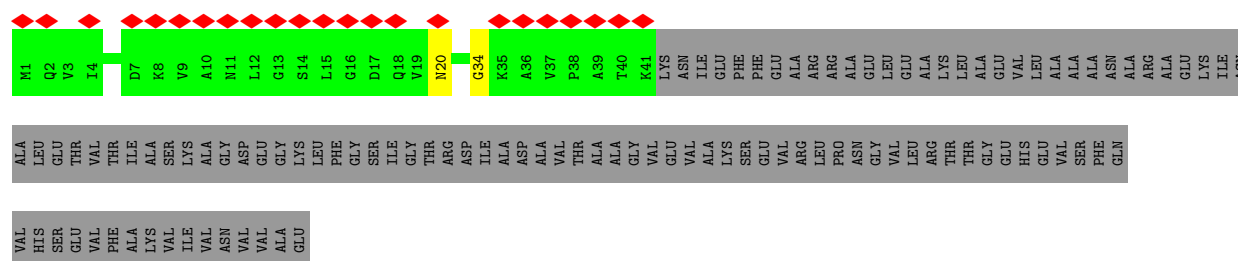 M1 Q2 V3 I4 D7 K8 V9 A10 N11 L12 G13 S14 L15 G16 D17 Q18 V19 N20 G34 K35 A36 V37 P38 A39 T40 K41 LYS ASN ILE GLU PHE PHE GLU ALA ARG ARG ALA GLU LEU GLU ALA LYS LEU ALA GLU VAL LEU ALA ALA ALA ASN ALA ARG ALA GLU LYS ILE
ALA LEU GLU THR VAL THR ILE ALA SER LYS ALA GLY ASP GLU GLY LYS LEU PHE GLY SER ILE GLY THR ARG ASP ILE ALA ASP ALA VAL THR ALA ALA GLY VAL GLU VAL ALA LYS SER GLU VAL ARG LEU PRO ASN GLY VAL LEU ARG THR THR GLY GLU HIS GLU VAL SER PHE GLN
VAL HIS SER GLU VAL PHE ALA LYS VAL ILE VAL ASN VAL VAL ALA GLU